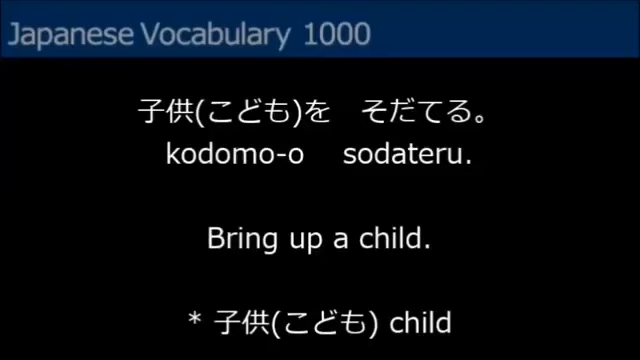 Japanese Vocabulary 1000
子供(こども)を　そだてる。
kodomo-o sodateru.
Bring up a child.
* 子供(こども) child